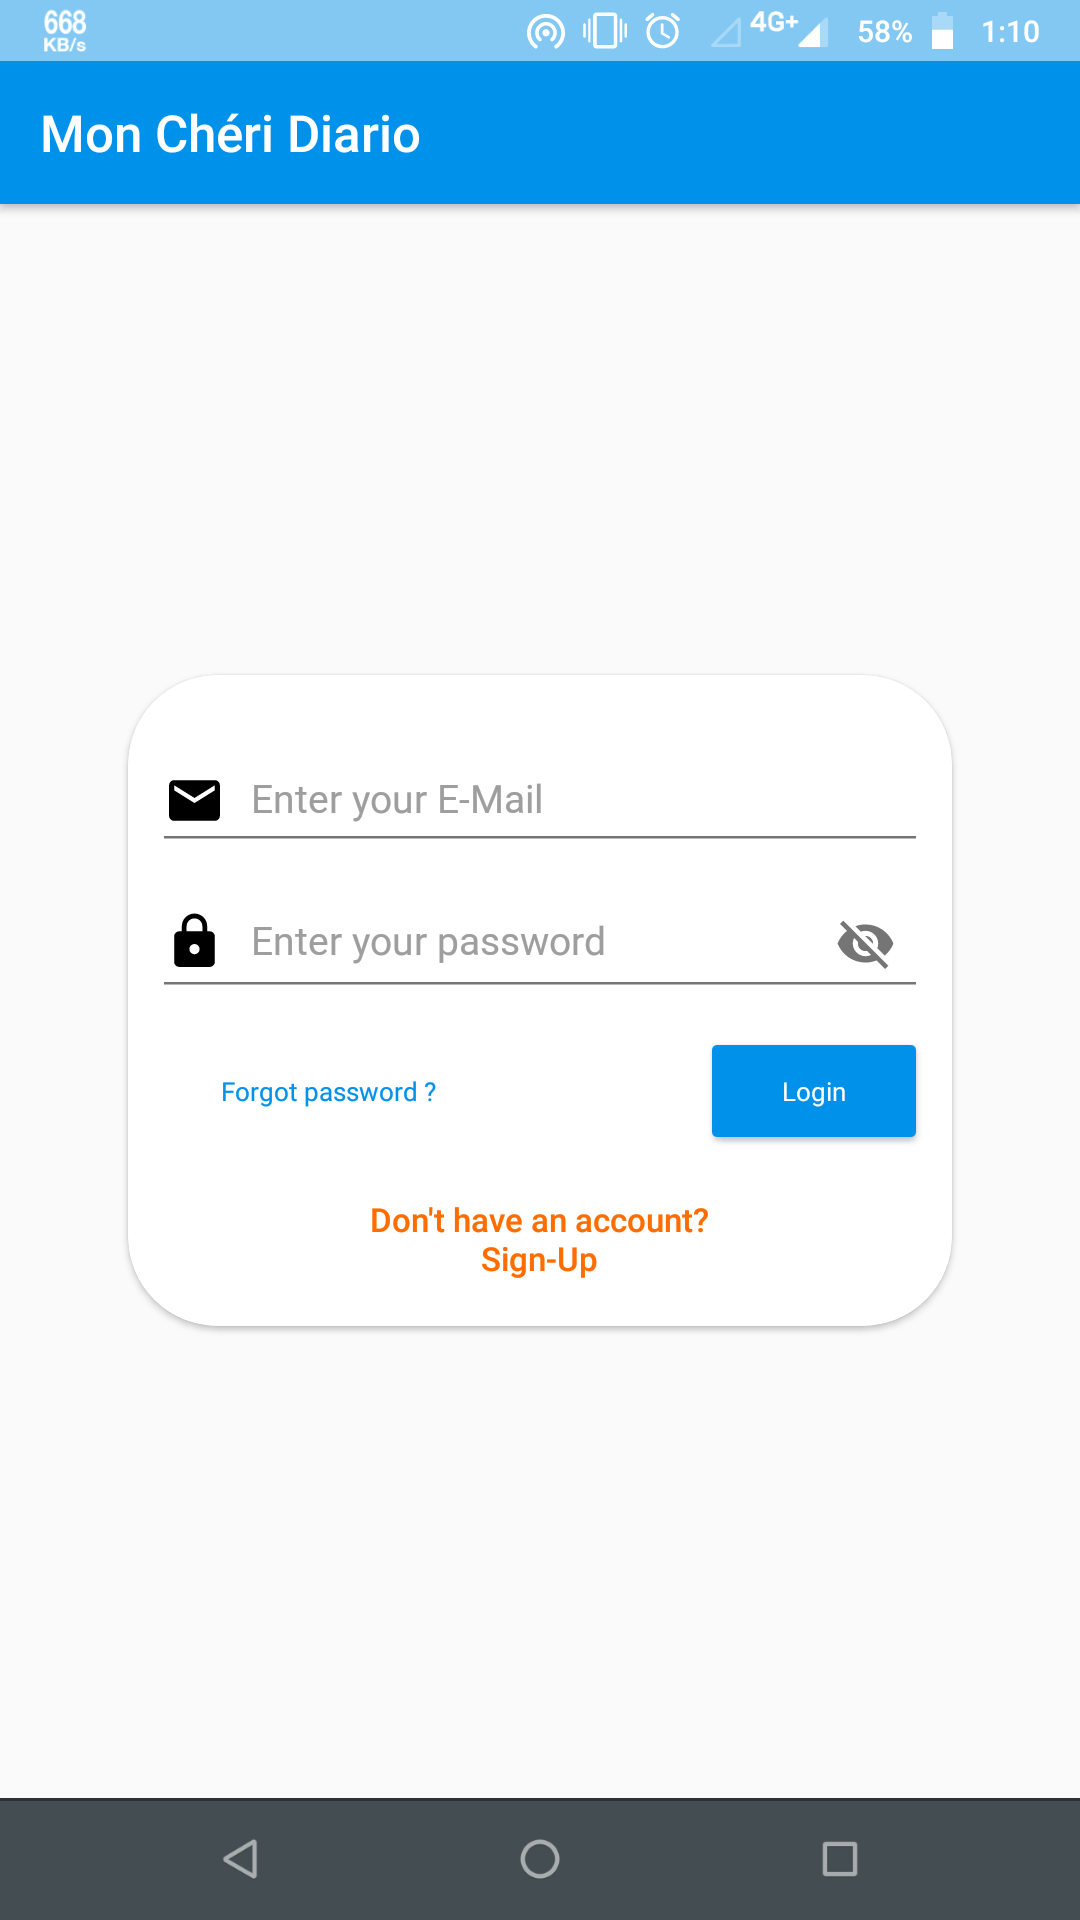 668
KB/s
4G+
58%
1:10
Mon Chéri Diario
Enter your E-Mail
Enter your password
Forgot password ?
Login
Don't have an account?
Sign-Up